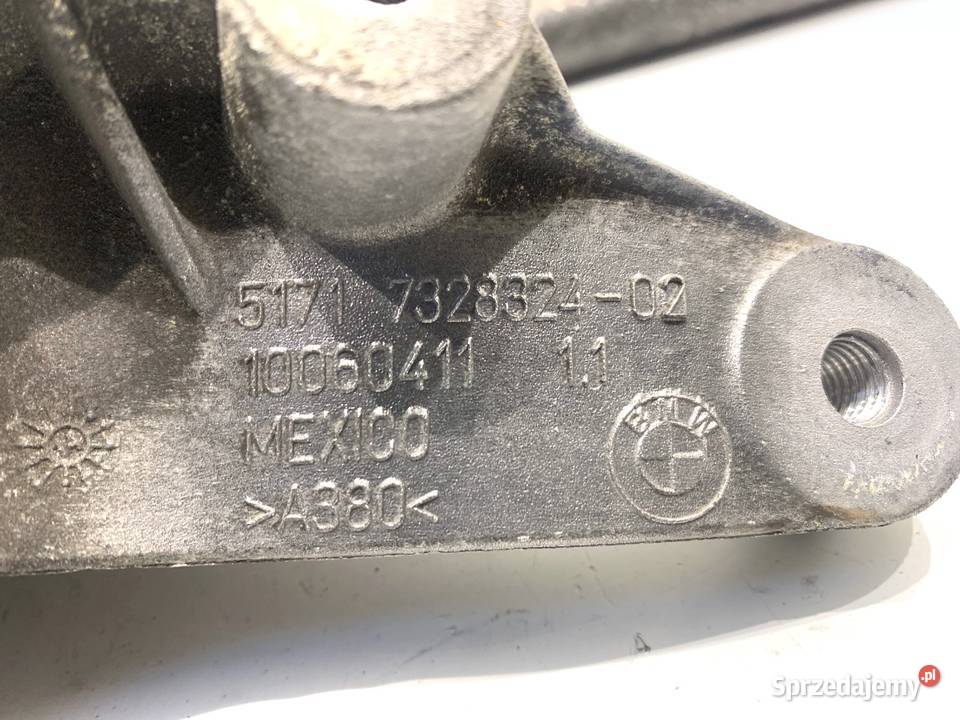 5171 7328324-02
10060411 1.1
MEXICO
>A380<
BMW
Sprzedajemy.pl